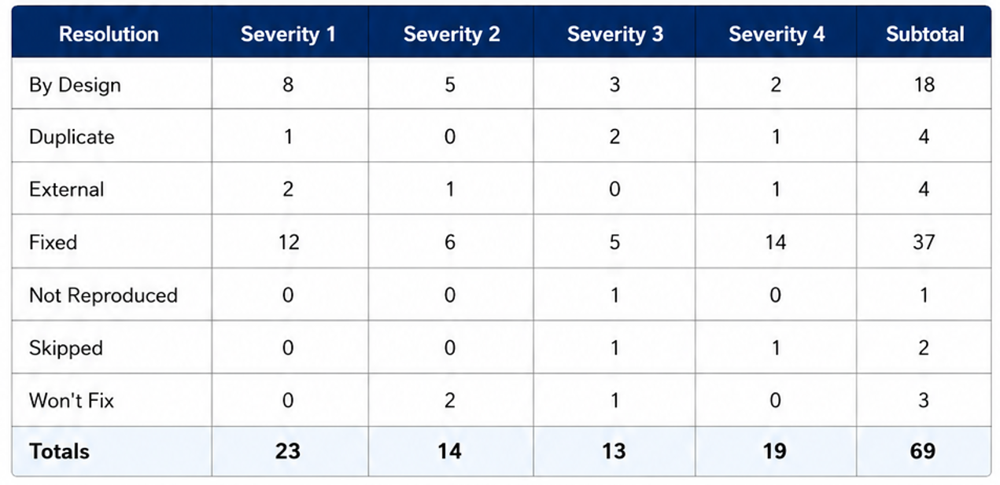 Resolution Severity 1 Severity 2 Severity 3 Severity 4 Subtotal
By Design 8 5 3 2 18
Duplicate 1 0 2 1 4
External 2 1 0 1 4
Fixed 12 6 5 14 37
Not Reproduced 0 0 1 0 1
Skipped 0 0 1 1 2
Won't Fix 0 2 1 0 3
Totals 23 14 13 19 69